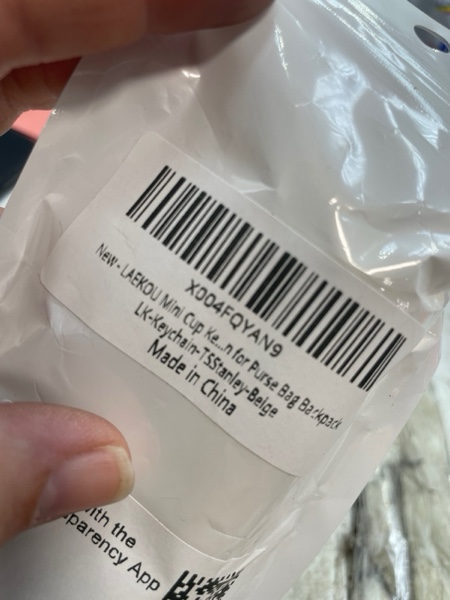 X004FQYAN9
New - LAEKOU Mini Cup Ke...n for Purse Bag Backpack
LK-Keychain-TSStanley-Beige
Made in China
with the
sparency App